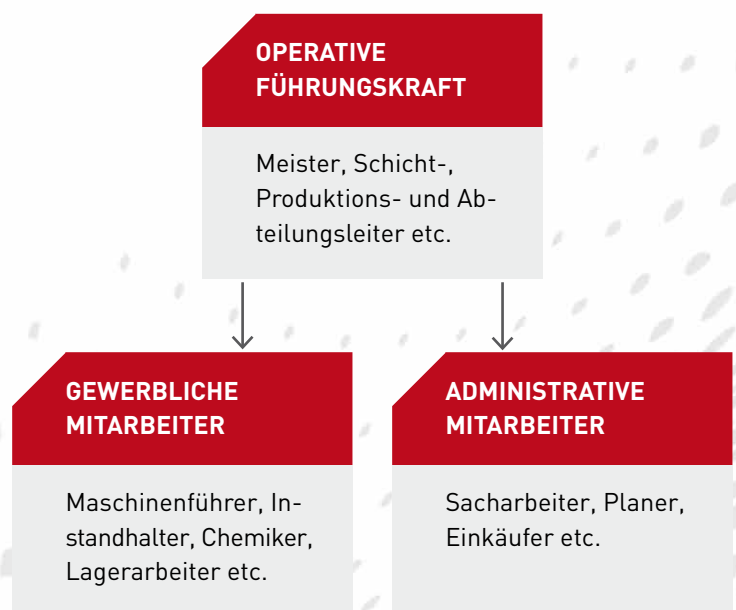 OPERATIVE
FÜHRUNGSKRAFT
Meister, Schicht-,
Produktions- und Ab-
teilungsleiter etc.
GEWERBLICHE
MITARBEITER
Maschinenführer, In-
standhalter, Chemiker,
Lagerarbeiter etc.
ADMINISTRATIVE
MITARBEITER
Sacharbeiter, Planer,
Einkäufer etc.